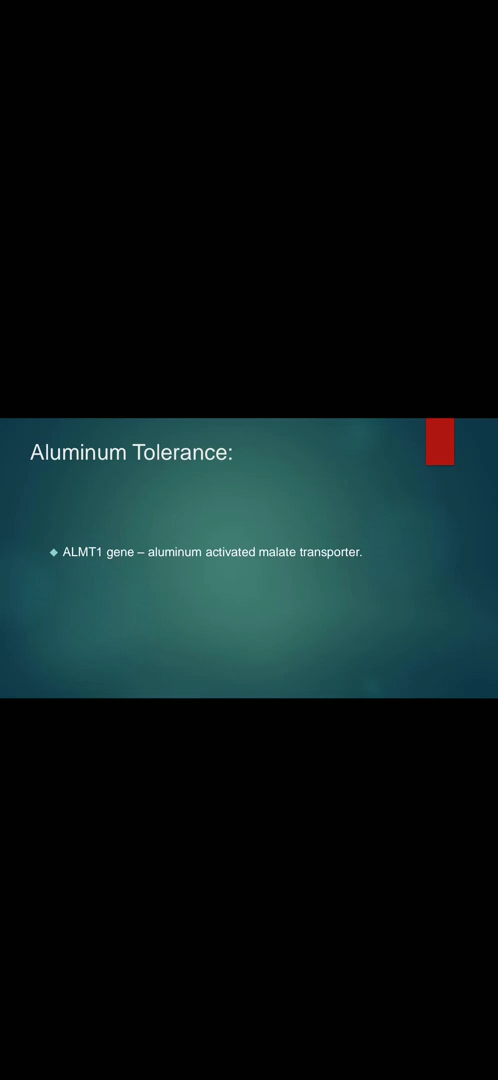 Aluminum Tolerance:
ALMT1 gene – aluminum activated malate transporter.